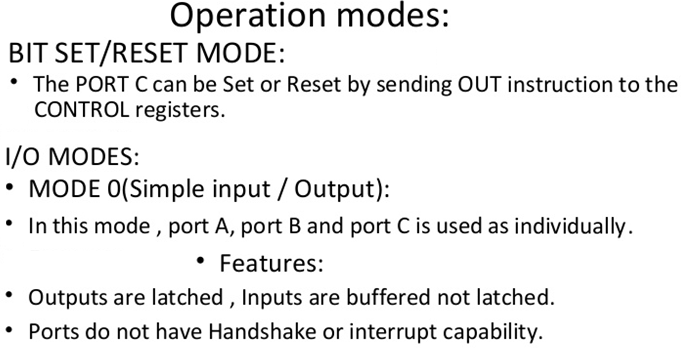 Operation modes:
BIT SET/RESET MODE:
• The PORT C can be Set or Reset by sending OUT instruction to the
CONTROL registers.
I/O MODES:
• MODE 0(Simple input / Output):
• In this mode , port A, port B and port C is used as individually.
• Features:
• Outputs are latched , Inputs are buffered not latched.
• Ports do not have Handshake or interrupt capability.